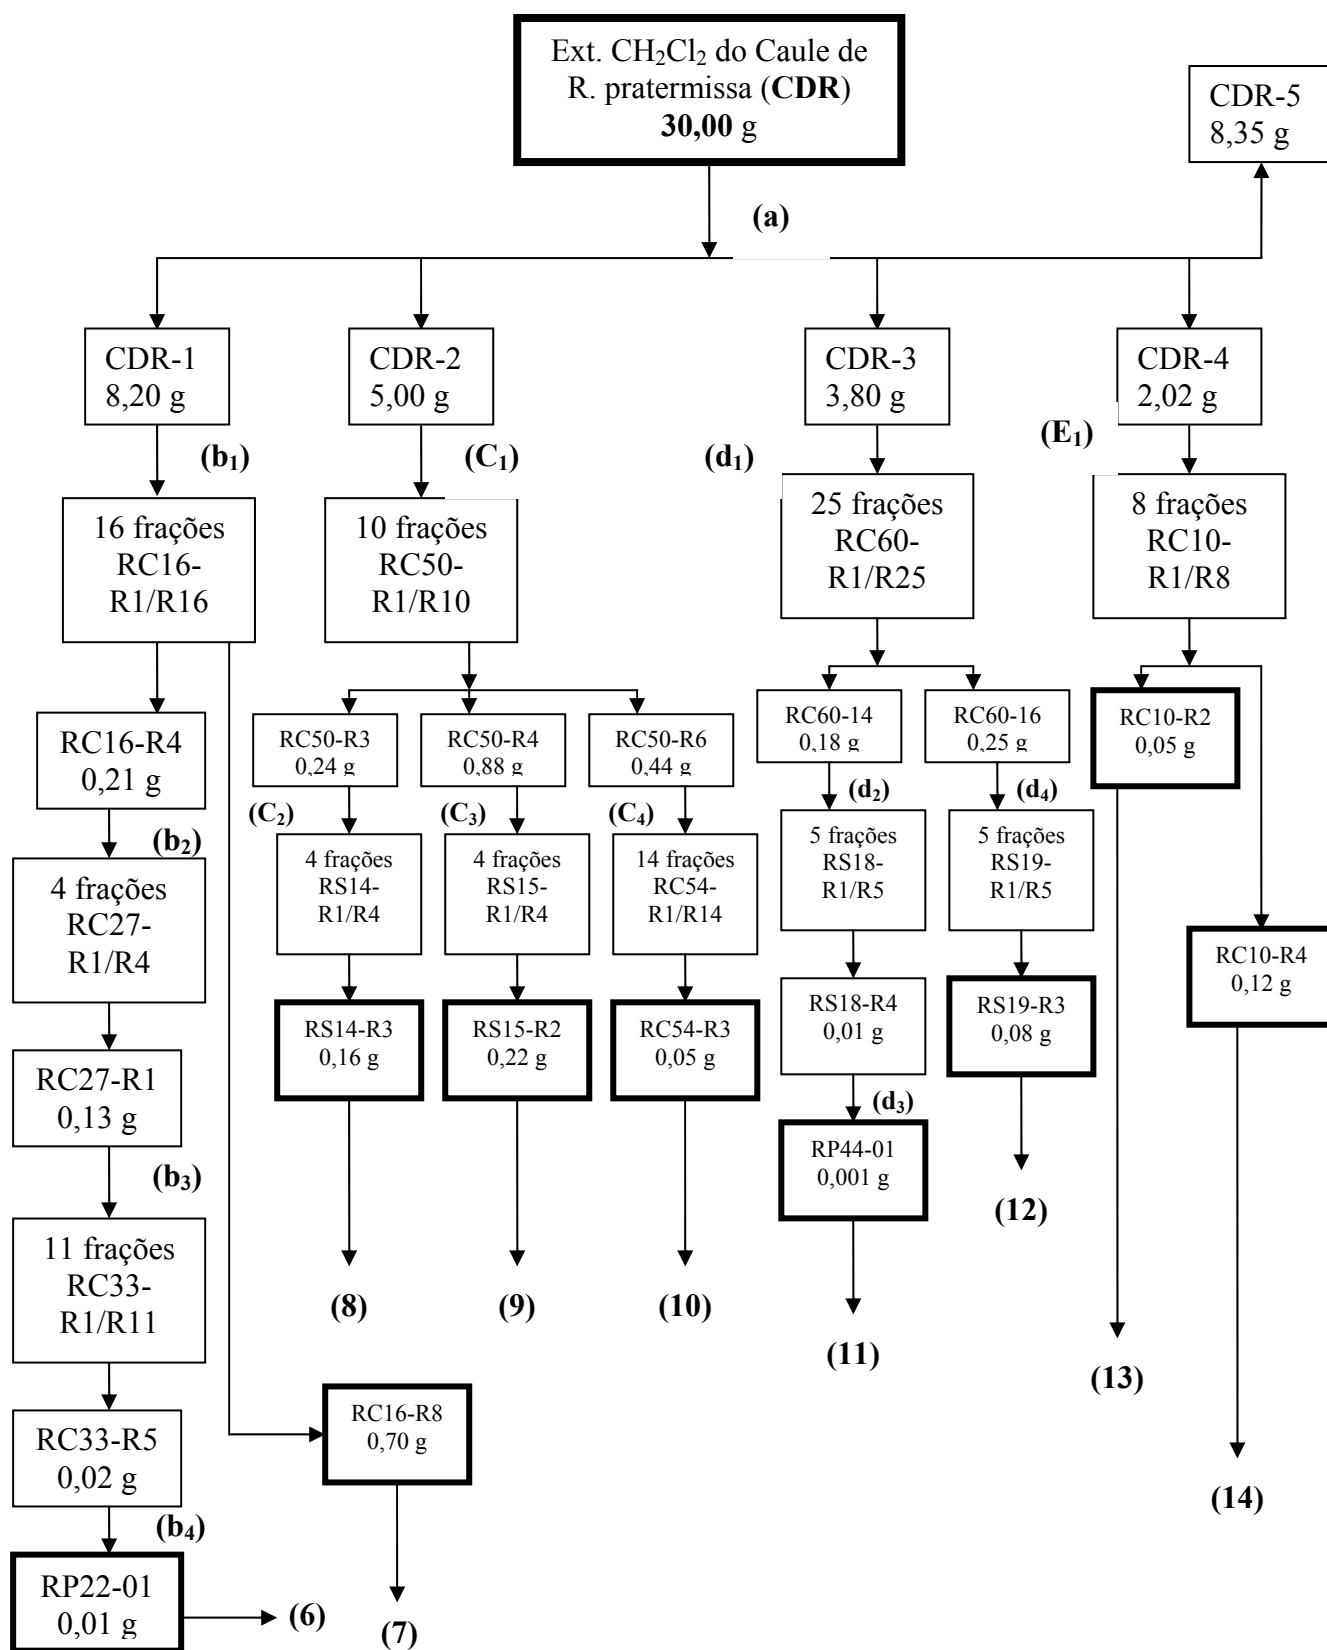 Ext. CH₂Cl₂ do Caule de
R. pratermissa (CDR)
30,00 g
CDR-5
8,35 g
(a)
CDR-1
8,20 g
CDR-2
5,00 g
CDR-3
3,80 g
CDR-4
2,02 g
(b₁)
(C₁)
(d₁)
(E₁)
16 frações
RC16-
R1/R16
10 frações
RC50-
R1/R10
25 frações
RC60-
R1/R25
8 frações
RC10-
R1/R8
RC16-R4
0,21 g
RC50-R3
0,24 g
RC50-R4
0,88 g
RC50-R6
0,44 g
RC60-14
0,18 g
RC60-16
0,25 g
RC10-R2
0,05 g
(b₂)
(C₂)
(C₃)
(C₄)
(d₂)
(d₄)
4 frações
RC27-
R1/R4
4 frações
RS14-
R1/R4
4 frações
RS15-
R1/R4
14 frações
RC54-
R1/R14
5 frações
RS18-
R1/R5
5 frações
RS19-
R1/R5
RC10-R4
0,12 g
RC27-R1
0,13 g
RS14-R3
0,16 g
RS15-R2
0,22 g
RC54-R3
0,05 g
RS18-R4
0,01 g
RS19-R3
0,08 g
(b₃)
(d₃)
RP44-01
0,001 g
(12)
11 frações
RC33-
R1/R11
(8)
(9)
(10)
(11)
(13)
RC33-R5
0,02 g
RC16-R8
0,70 g
(14)
(b₄)
RP22-01
0,01 g
(6)
(7)